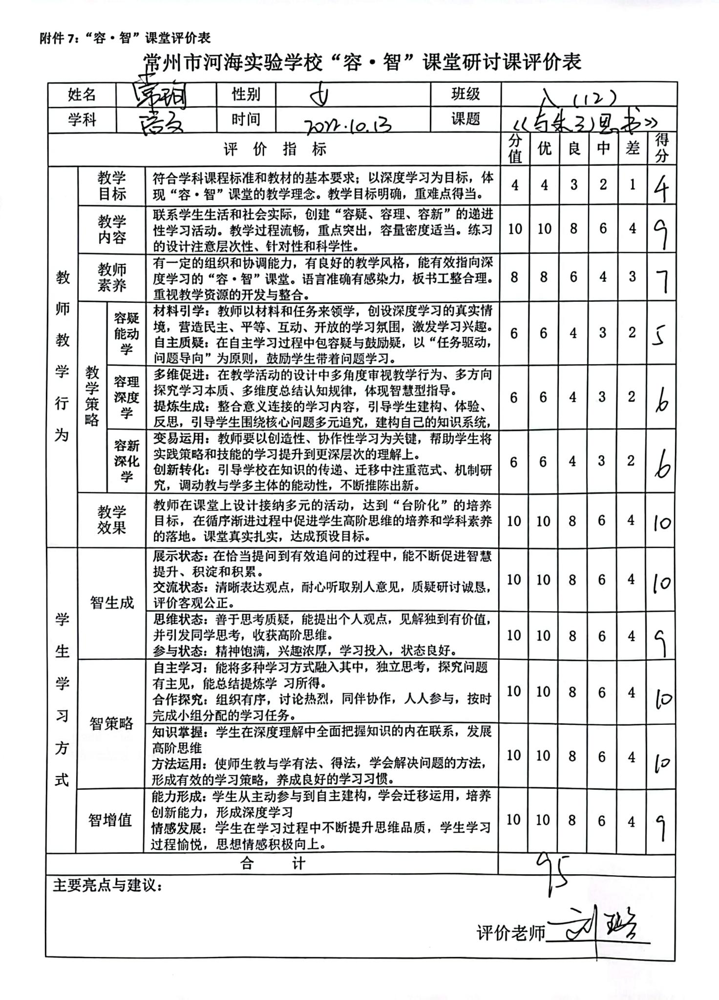 附件 7：“容·智”课堂评价表
常州市河海实验学校“容·智”课堂研讨课评价表
姓名 常珣 性别 女 班级 八（12）
学科 语文 时间 2022.10.13 课题 《与朱元思书》
评 价 指 标 分值 优 良 中 差 得分
教师教学行为
教学目标
符合学科课程标准和教材的基本要求；以深度学习为目标，体
现“容·智”课堂的教学理念。教学目标明确，重难点得当。
4 4 3 2 1 4
教学内容
联系学生生活和社会实际，创建“容疑、容理、容新”的递进
性学习活动。教学过程流畅，重点突出，容量密度适当。练习
的设计注意层次性、针对性和科学性。
10 10 8 6 4 9
教师素养
有一定的组织和协调能力，有良好的教学风格，能有效指向深
度学习的“容·智”课堂。语言准确有感染力，板书工整合理。
重视教学资源的开发与整合。
8 8 6 4 3 7
教学策略
容疑能动学
材料引学：教师以材料和任务来领学，创设深度学习的真实情
境，营造民主、平等、互动、开放的学习氛围，激发学习兴趣。
自主质疑：在自主学习过程中包容疑与鼓励疑，以“任务驱动，
问题导向”为原则，鼓励学生带着问题学习。
6 6 4 3 2 5
容理深度学
多维促进：在教学活动的设计中多角度审视教学行为、多方向
探究学习本质、多维度总结认知规律，体现智慧型指导。
提炼生成：整合意义连接的学习内容，引导学生建构、体验、
反思，引导学生围绕核心问题多元追究，建构自己的知识系统，
6 6 4 3 2 6
容新深化学
变易运用：教师要以创造性、协作性学习为关键，帮助学生将
实践策略和技能的学习提升到更深层次的理解上。
创新转化：引导学校在知识的传递、迁移中注重范式、机制研
究，调动教与学多主体的能动性，不断推陈出新。
6 6 4 3 2 6
教学效果
教师在课堂上设计接纳多元的活动，达到“台阶化”的培养
目标，在循序渐进过程中促进学生高阶思维的培养和学科素养
的落地。课堂真实扎实，达成预设目标。
10 10 8 6 4 10
学生学习方式
智生成
展示状态：在恰当提问到有效追问的过程中，能不断促进智慧
提升、积淀和积累。
交流状态：清晰表达观点，耐心听取别人意见，质疑研讨诚恳，
评价客观公正。
10 10 8 6 4 10
思维状态：善于思考质疑，能提出个人观点，见解独到有价值，
并引发同学思考，收获高阶思维。
参与状态：精神饱满，兴趣浓厚，学习投入，状态良好。
10 10 8 6 4 9
智策略
自主学习：能将多种学习方式融入其中，独立思考，探究问题
有主见，能总结提炼学 习所得。
合作探究：组织有序，讨论热烈，同伴协作，人人参与，按时
完成小组分配的学习任务。
10 10 8 6 4 10
知识掌握：学生在深度理解中全面把握知识的内在联系，发展
高阶思维
方法运用：使师生教与学有法、得法，学会解决问题的方法，
形成有效的学习策略，养成良好的学习习惯。
10 10 8 6 4 10
智增值
能力形成：学生从主动参与到自主建构，学会迁移运用，培养
创新能力，形成深度学习
情感发展：学生在学习过程中不断提升思维品质，学生学习
过程愉悦，思想情感积极向上。
10 10 8 6 4 9
合 计 95
主要亮点与建议：
评价老师 刘